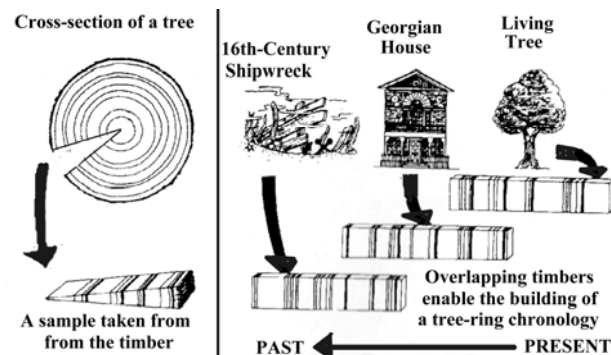 Cross-section of a tree
A sample taken from
from the timber
16th-Century
Shipwreck
Georgian
House
Living
Tree
Overlapping timbers
enable the building of
a tree-ring chronology
PAST
PRESENT